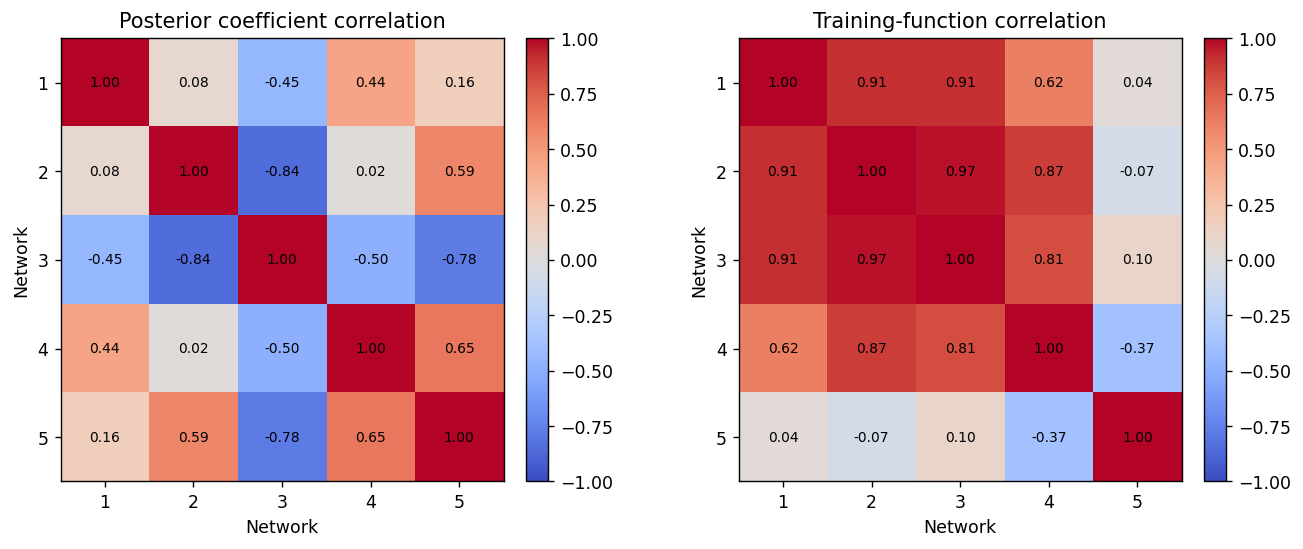 Posterior coefficient correlation
1.00 0.08 -0.45 0.44 0.16
0.08 1.00 -0.84 0.02 0.59
-0.45 -0.84 1.00 -0.50 -0.78
0.44 0.02 -0.50 1.00 0.65
0.16 0.59 -0.78 0.65 1.00
1
2
3
4
5
Network
1 2 3 4 5
Network
1.00
0.75
0.50
0.25
0.00
−0.25
−0.50
−0.75
−1.00
Training-function correlation
1.00 0.91 0.91 0.62 0.04
0.91 1.00 0.97 0.87 -0.07
0.91 0.97 1.00 0.81 0.10
0.62 0.87 0.81 1.00 -0.37
0.04 -0.07 0.10 -0.37 1.00
1
2
3
4
5
Network
1 2 3 4 5
Network
1.00
0.75
0.50
0.25
0.00
−0.25
−0.50
−0.75
−1.00